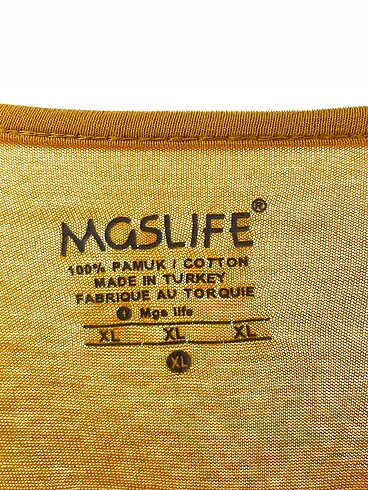 MGSLIFE®
100% PAMUK / COTTON
MADE IN TURKEY
FABRIQUE AU TORQUIE
Mgs life
XL XL XL
XL